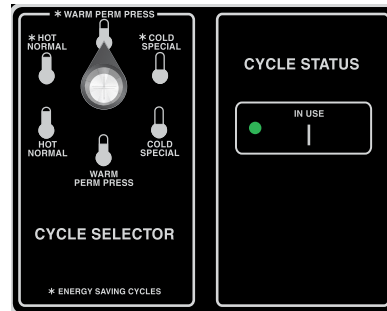 * WARM PERM PRESS
* HOT
NORMAL
* COLD
SPECIAL
HOT
NORMAL
COLD
SPECIAL
WARM
PERM PRESS
CYCLE SELECTOR
* ENERGY SAVING CYCLES
CYCLE STATUS
IN USE